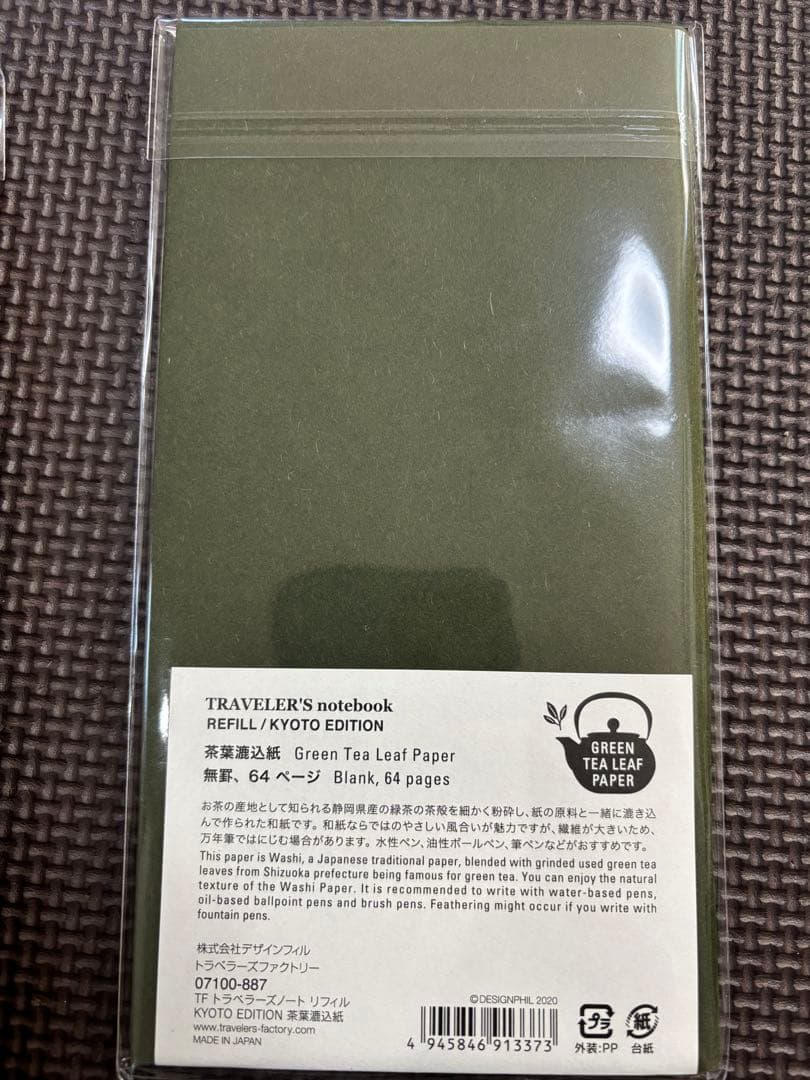 TRAVELER'S notebook
REFILL / KYOTO EDITION
茶葉漉込紙 Green Tea Leaf Paper
無罫、64 ページ Blank, 64 pages
GREEN
TEA LEAF
PAPER
お茶の産地として知られる静岡県産の緑茶の茶殻を細かく粉砕し、紙の原料と一緒に漉き込
んで作られた和紙です。和紙ならではのやさしい風合いが魅力ですが、繊維が大きいため、
万年筆ではにじむ場合があります。水性ペン、油性ボールペン、筆ペンなどがおすすめです。
This paper is Washi, a Japanese traditional paper, blended with grinded used green tea
leaves from Shizuoka prefecture being famous for green tea. You can enjoy the natural
texture of the Washi Paper. It is recommended to write with water-based pens,
oil-based ballpoint pens and brush pens. Feathering might occur if you write with
fountain pens.
株式会社デザインフィル
トラベラーズファクトリー
07100-887
TF トラベラーズノート リフィル
KYOTO EDITION 茶葉漉込紙
www.travelers-factory.com
MADE IN JAPAN
©DESIGNPHIL 2020
4 945846 913373
プラ
外装:PP
紙
台紙